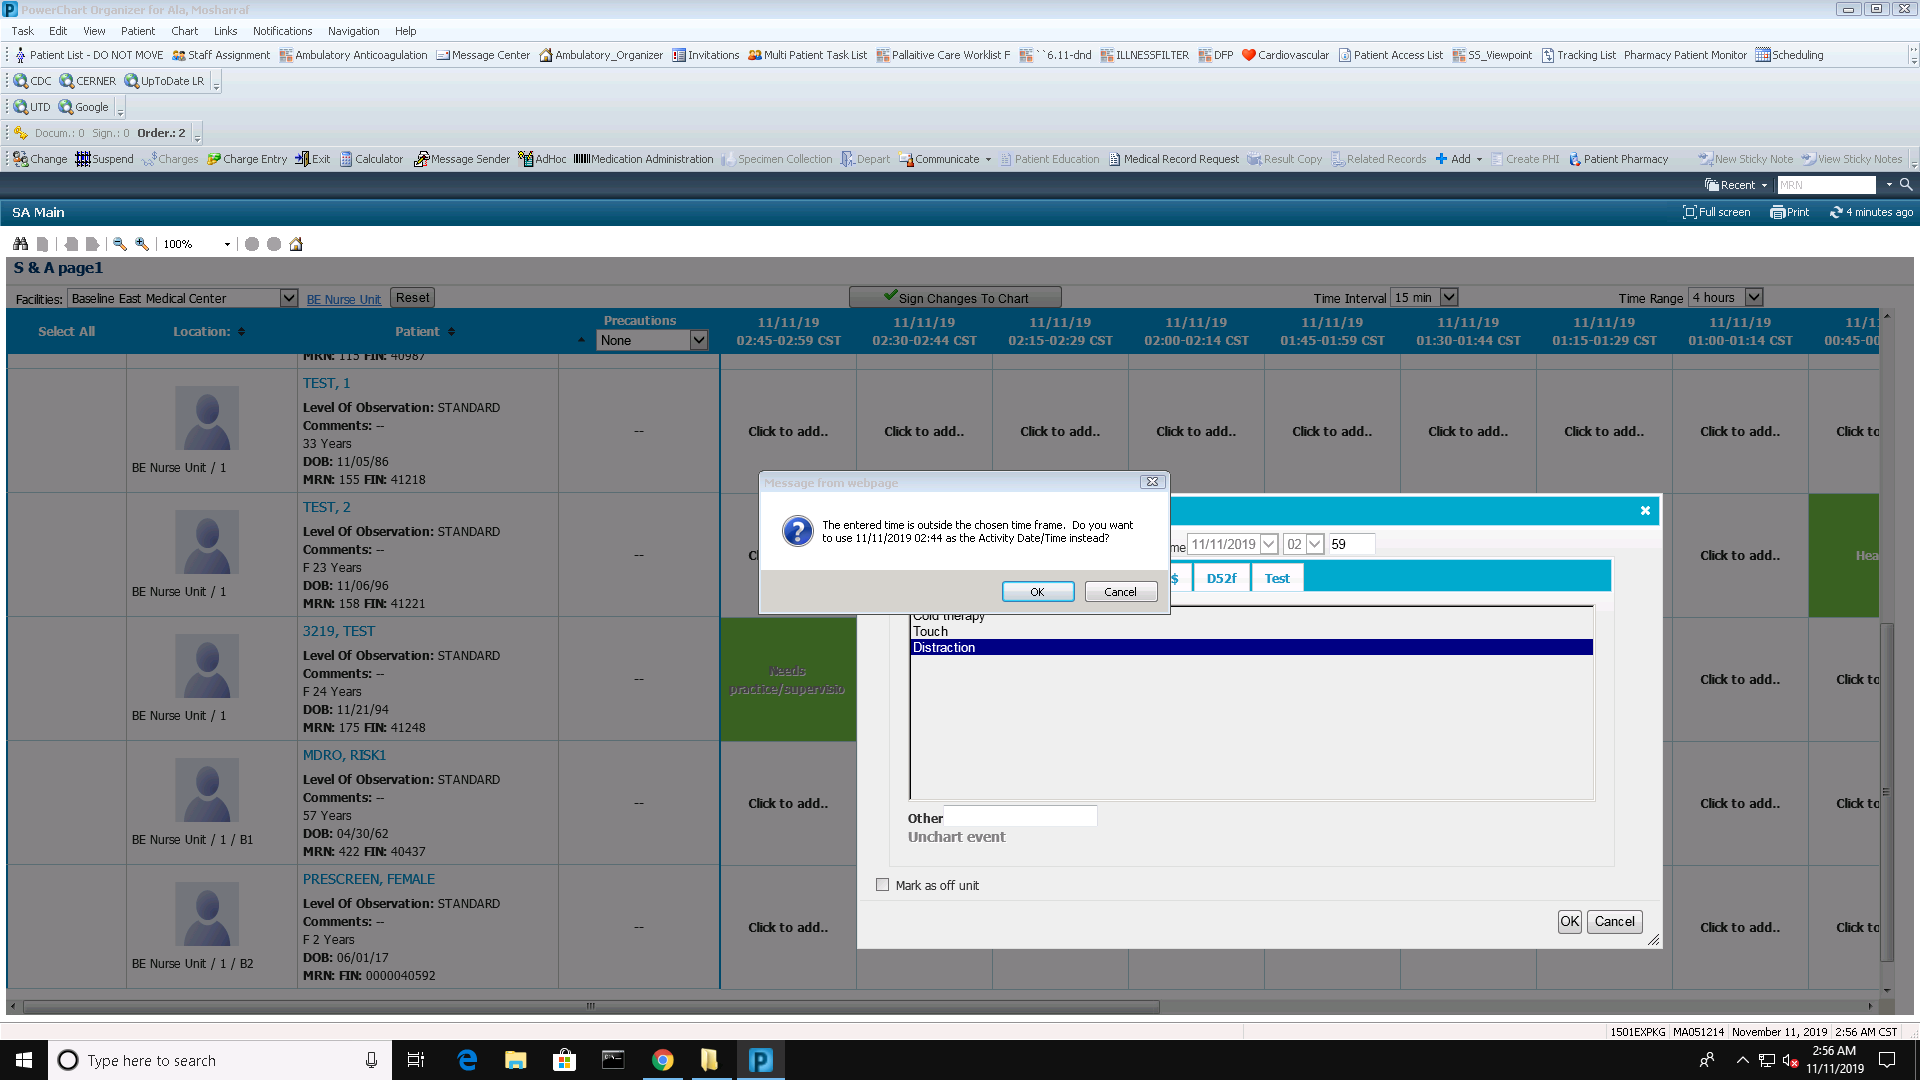 PowerChart Organizer for Ala, Mosharraf
Task Edit View Patient Chart Links Notifications Navigation Help
Patient List - DO NOT MOVE Staff Assignment Ambulatory Anticoagulation Message Center Ambulatory_Organizer Invitations Multi Patient Task List Pallaitive Care Worklist F ``6.11-dnd ILLNESSFILTER DFP Cardiovascular Patient Access List SS_Viewpoint Tracking List Pharmacy Patient Monitor Scheduling
CDC CERNER UpToDate LR
UTD Google
Docum.: 0 Sign.: 0 Order.: 2
Change Suspend Charges Charge Entry Exit Calculator Message Sender AdHoc Medication Administration Specimen Collection Depart Communicate Patient Education Medical Record Request Result Copy Related Records Add Create PHI Patient Pharmacy New Sticky Note View Sticky Notes
Recent MRN
SA Main Full screen Print 4 minutes ago
100%
S & A page1
Facilities: Baseline East Medical Center BE Nurse Unit Reset Sign Changes To Chart Time Interval 15 min Time Range 4 hours
Select All Location: Patient Precautions None
11/11/19 11/11/19 11/11/19 11/11/19 11/11/19 11/11/19 11/11/19 11/11/19 11/1
02:45-02:59 CST 02:30-02:44 CST 02:15-02:29 CST 02:00-02:14 CST 01:45-01:59 CST 01:30-01:44 CST 01:15-01:29 CST 01:00-01:14 CST 00:45-00
MRN: 115 FIN: 40987
TEST, 1
Level Of Observation: STANDARD
Comments: --
33 Years
DOB: 11/05/86
MRN: 155 FIN: 41218
BE Nurse Unit / 1
--
Click to add.. Click to add.. Click to add.. Click to add.. Click to add.. Click to add.. Click to add.. Click to add.. Click to
TEST, 2
Level Of Observation: STANDARD
Comments: --
F 23 Years
DOB: 11/06/96
MRN: 158 FIN: 41221
BE Nurse Unit / 1
--
Click to add.. Hea
3219, TEST
Level Of Observation: STANDARD
Comments: --
F 24 Years
DOB: 11/21/94
MRN: 175 FIN: 41248
BE Nurse Unit / 1
--
Needs
practice/supervisio
Click to add.. Click to
MDRO, RISK1
Level Of Observation: STANDARD
Comments: --
57 Years
DOB: 04/30/62
MRN: 422 FIN: 40437
BE Nurse Unit / 1 / B1
--
Click to add.. Click to add.. Click to
PRESCREEN, FEMALE
Level Of Observation: STANDARD
Comments: --
F 2 Years
DOB: 06/01/17
MRN: FIN: 0000040592
BE Nurse Unit / 1 / B2
--
Click to add.. Click to add.. Click to
Message from webpage
The entered time is outside the chosen time frame. Do you want
to use 11/11/2019 02:44 as the Activity Date/Time instead?
OK Cancel
me 11/11/2019 02 59
$ D52f Test
Cold therapy
Touch
Distraction
Other
Unchart event
Mark as off unit
OK Cancel
1501EXPKG MA051214 November 11, 2019 2:56 AM CST
Type here to search
2:56 AM
11/11/2019